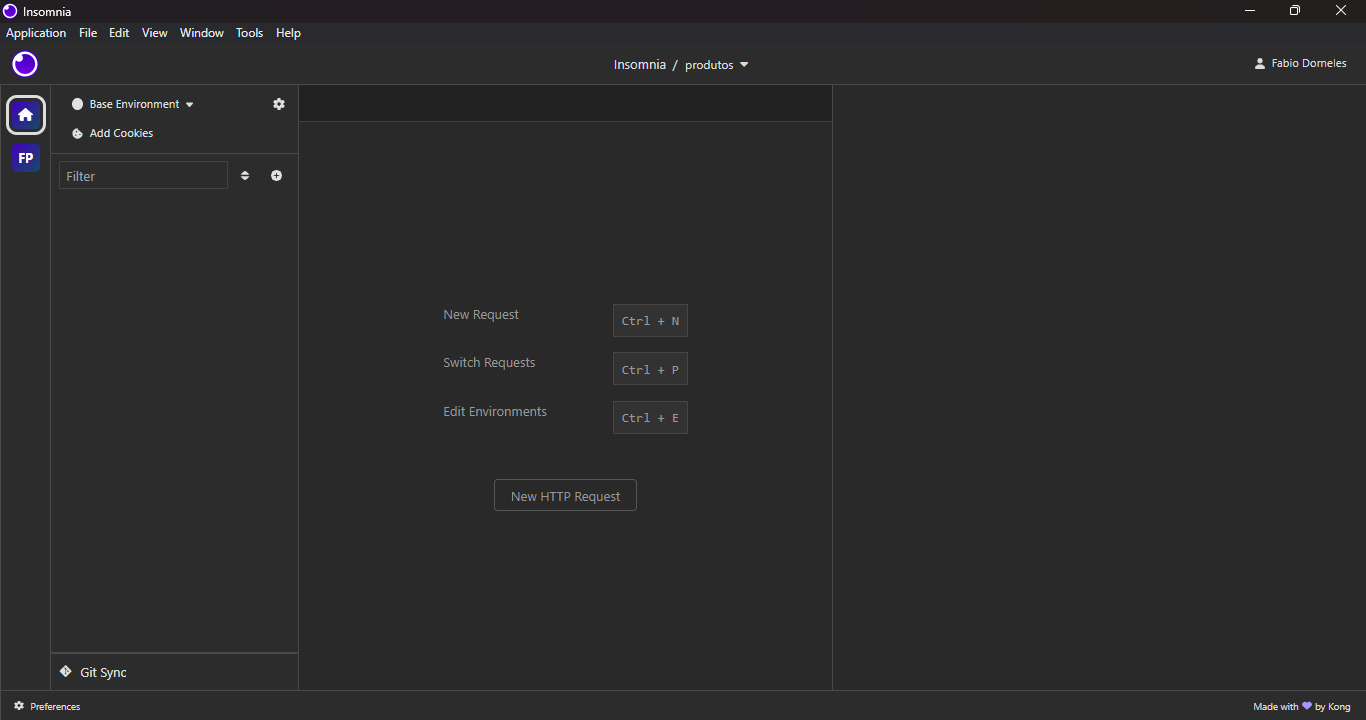 Insomnia
Application File Edit View Window Tools Help
Insomnia / produtos
Fabio Dorneles
Base Environment
Add Cookies
FP
Filter
New Request Ctrl + N
Switch Requests Ctrl + P
Edit Environments Ctrl + E
New HTTP Request
Git Sync
Preferences
Made with 💜 by Kong